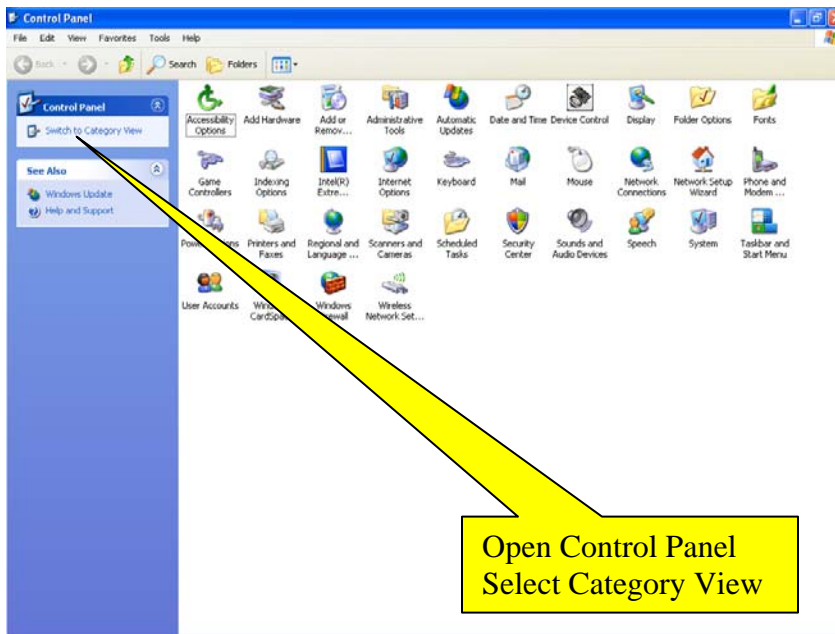 Control Panel
File Edit View Favorites Tools Help
Back Search Folders
Control Panel
Switch to Category View
See Also
Windows Update
Help and Support
Accessibility Options
Add Hardware
Add or Remov...
Administrative Tools
Automatic Updates
Date and Time
Device Control
Display
Folder Options
Fonts
Game Controllers
Indexing Options
Intel(R) Extre...
Internet Options
Keyboard
Mail
Mouse
Network Connections
Network Setup Wizard
Phone and Modem ...
Printers and Faxes
Regional and Language ...
Scanners and Cameras
Scheduled Tasks
Security Center
Sounds and Audio Devices
Speech
System
Taskbar and Start Menu
User Accounts
Windows
Wireless Network Set...
Open Control Panel
Select Category View